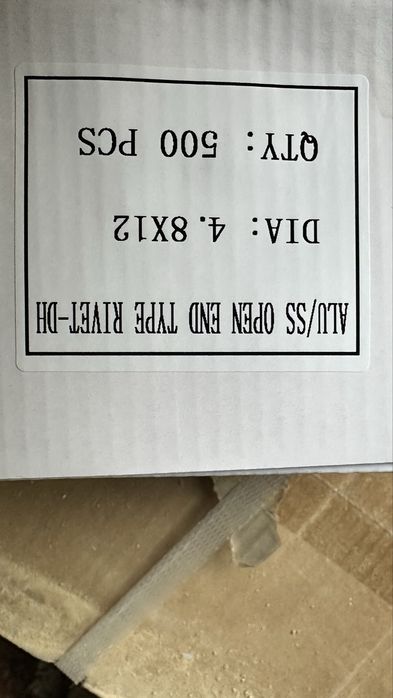 ALU/SS OPEN END TYPE RIVET-DH
DIA: 4.8X12
QTY: 500 PCS